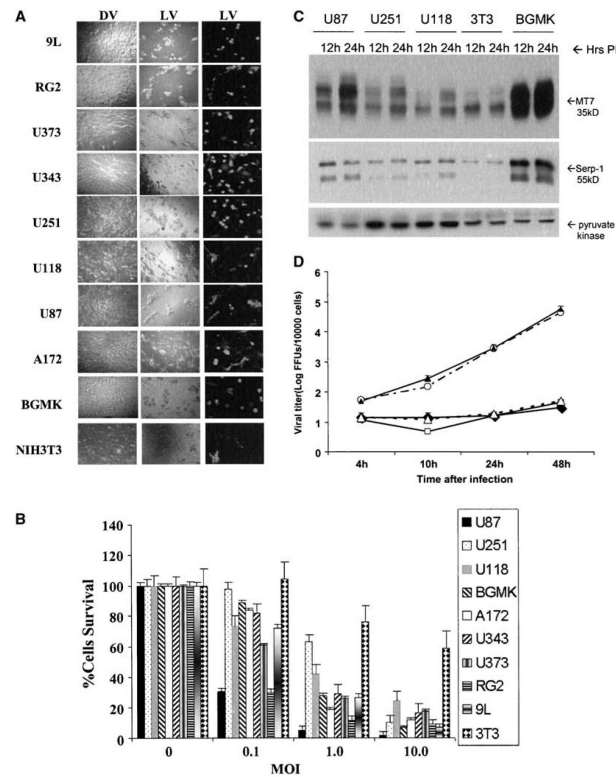 A
DV LV LV
9L
RG2
U373
U343
U251
U118
U87
A172
BGMK
NIH3T3
C
U87 U251 U118 3T3 BGMK
12h 24h 12h 24h 12h 24h 12h 24h 12h 24h ← Hrs PI
←MT7
35kD
←Serp-1
55kD
← pyruvate
kinase
D
Viral titer(Log FFUs/10000 cells)
6
5
4
3
2
1
0
4h 10h 24h 48h
Time after infection
B
%Cells Survival
140
120
100
80
60
40
20
0
0 0.1 1.0 10.0
MOI
U87
U251
U118
BGMK
A172
U343
U373
RG2
9L
3T3